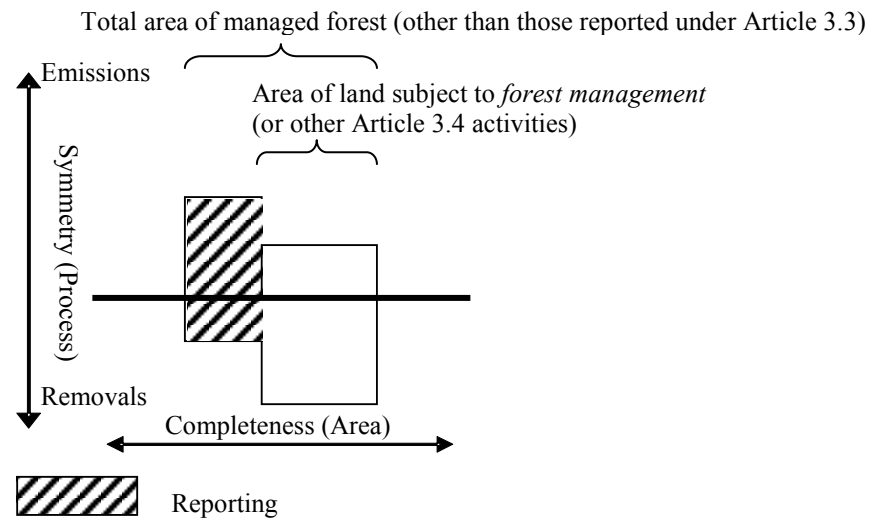 Total area of managed forest (other than those reported under Article 3.3)
Emissions
Area of land subject to forest management
(or other Article 3.4 activities)
Symmetry (Process)
Removals
Completeness (Area)
Reporting